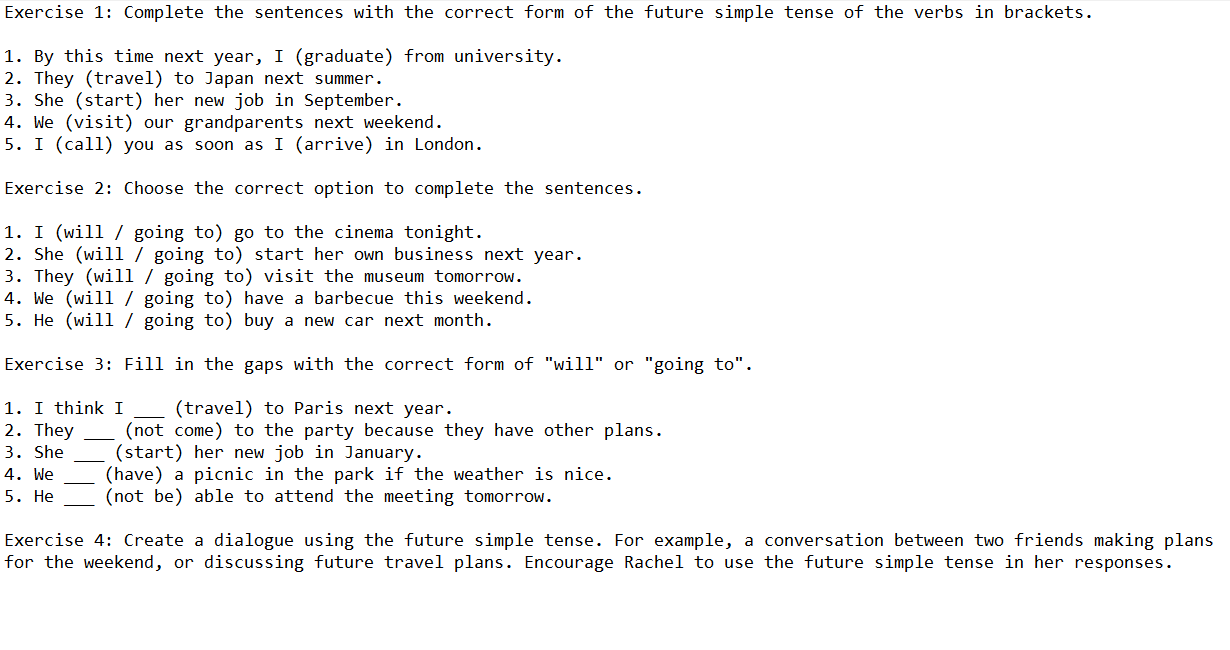 Exercise 1: Complete the sentences with the correct form of the future simple tense of the verbs in brackets.
1. By this time next year, I (graduate) from university.
2. They (travel) to Japan next summer.
3. She (start) her new job in September.
4. We (visit) our grandparents next weekend.
5. I (call) you as soon as I (arrive) in London.
Exercise 2: Choose the correct option to complete the sentences.
1. I (will / going to) go to the cinema tonight.
2. She (will / going to) start her own business next year.
3. They (will / going to) visit the museum tomorrow.
4. We (will / going to) have a barbecue this weekend.
5. He (will / going to) buy a new car next month.
Exercise 3: Fill in the gaps with the correct form of "will" or "going to".
1. I think I ___ (travel) to Paris next year.
2. They ___ (not come) to the party because they have other plans.
3. She ___ (start) her new job in January.
4. We ___ (have) a picnic in the park if the weather is nice.
5. He ___ (not be) able to attend the meeting tomorrow.
Exercise 4: Create a dialogue using the future simple tense. For example, a conversation between two friends making plans
for the weekend, or discussing future travel plans. Encourage Rachel to use the future simple tense in her responses.